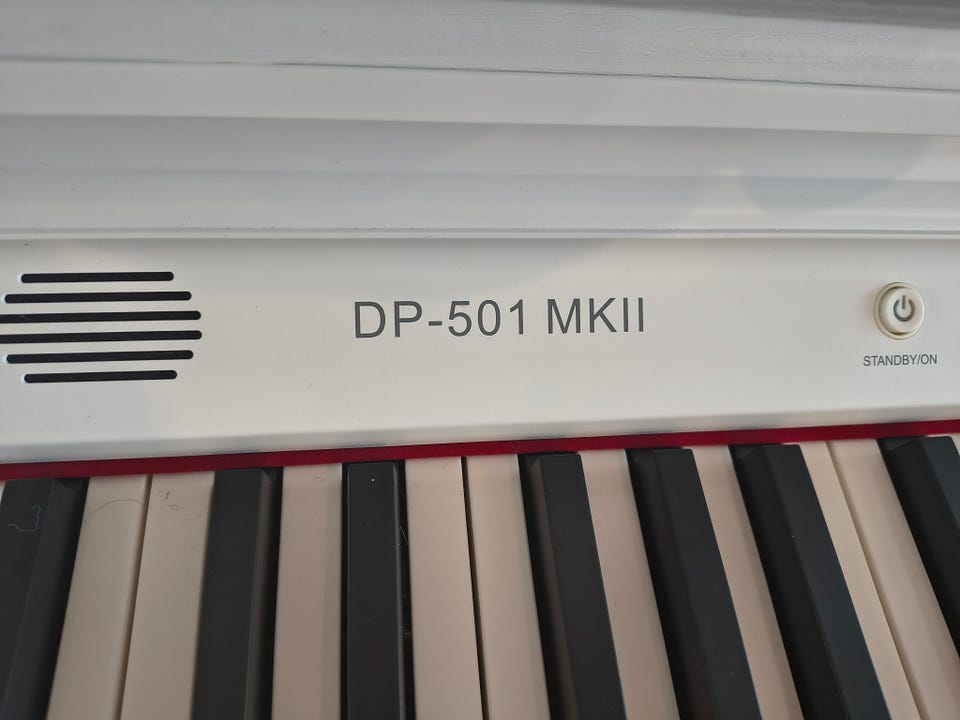 DP-501 MKII
STANDBY/ON